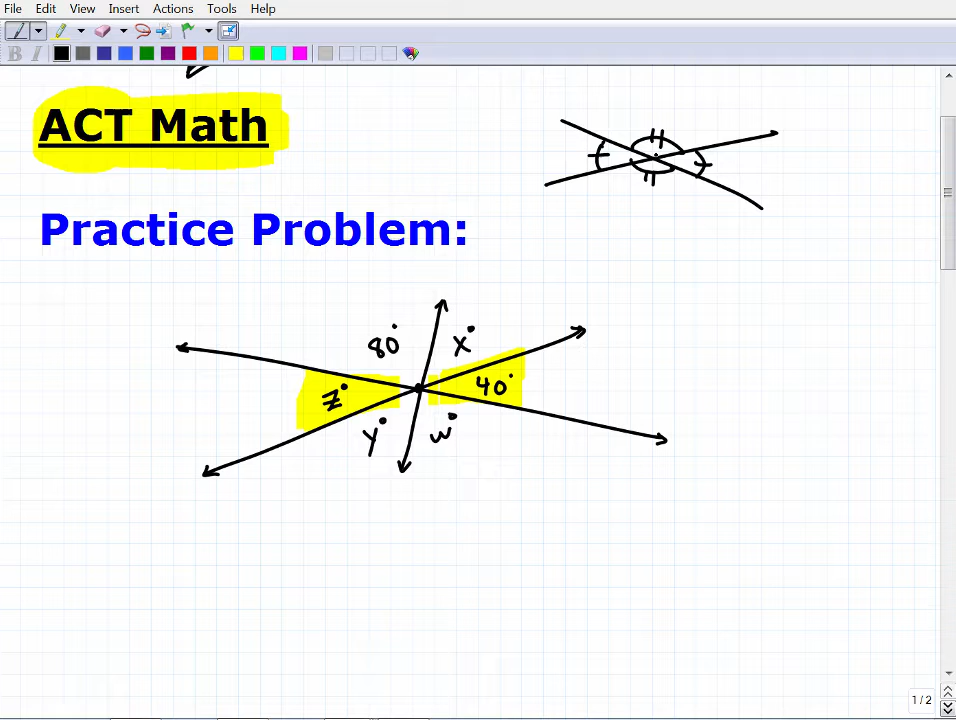 File Edit View Insert Actions Tools Help
B I
ACT Math
Practice Problem:
80° x°
z° 40°
y° w°
1 / 2